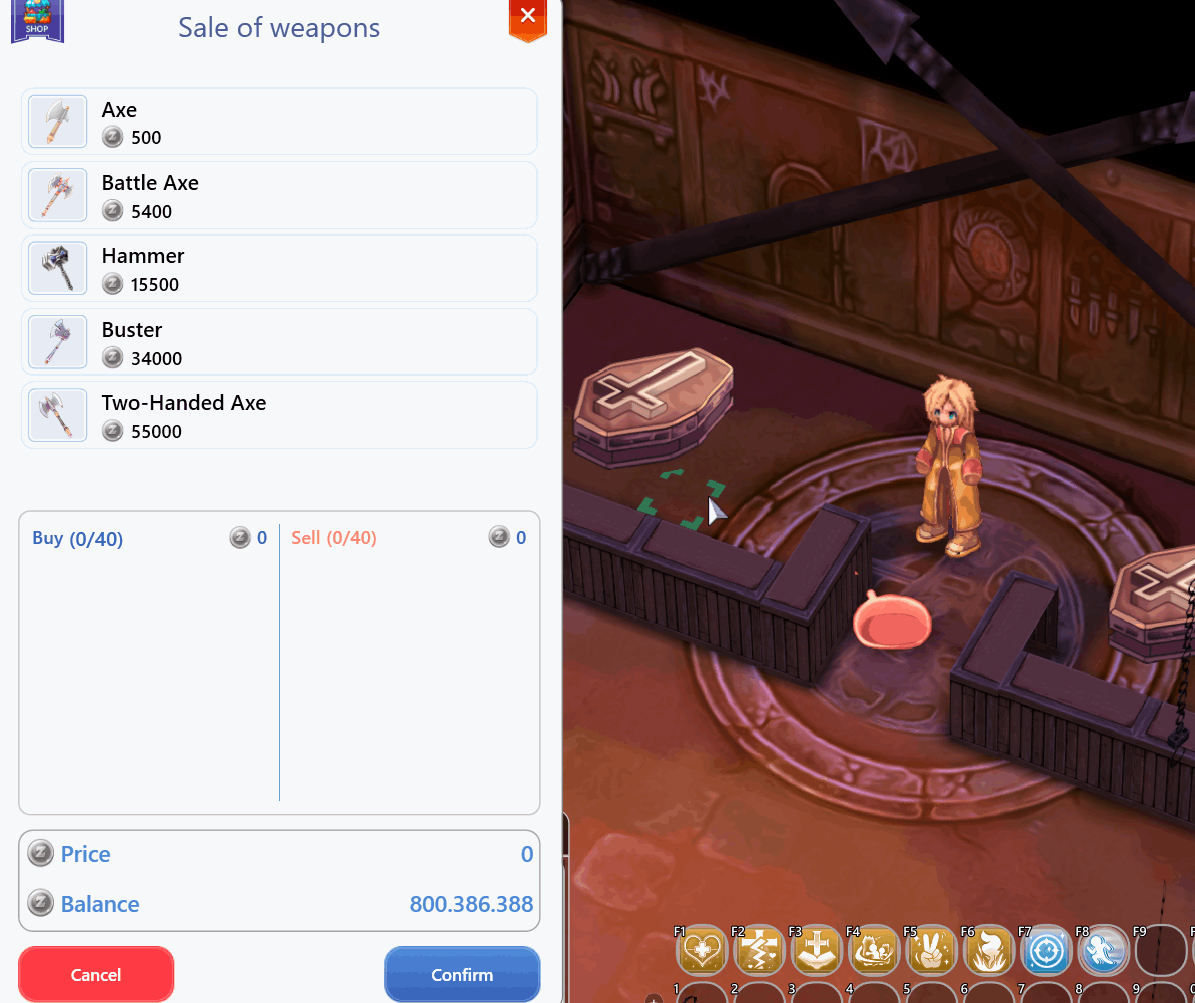 SHOP
Sale of weapons
Axe
500
Battle Axe
5400
Hammer
15500
Buster
34000
Two-Handed Axe
55000
Buy (0/40) 0 Sell (0/40) 0
Price 0
Balance 800.386.388
Cancel Confirm
F1 F2 F3 F4 F5 F6 F7 F8 F9
1 2 3 4 5 6 7 8 9